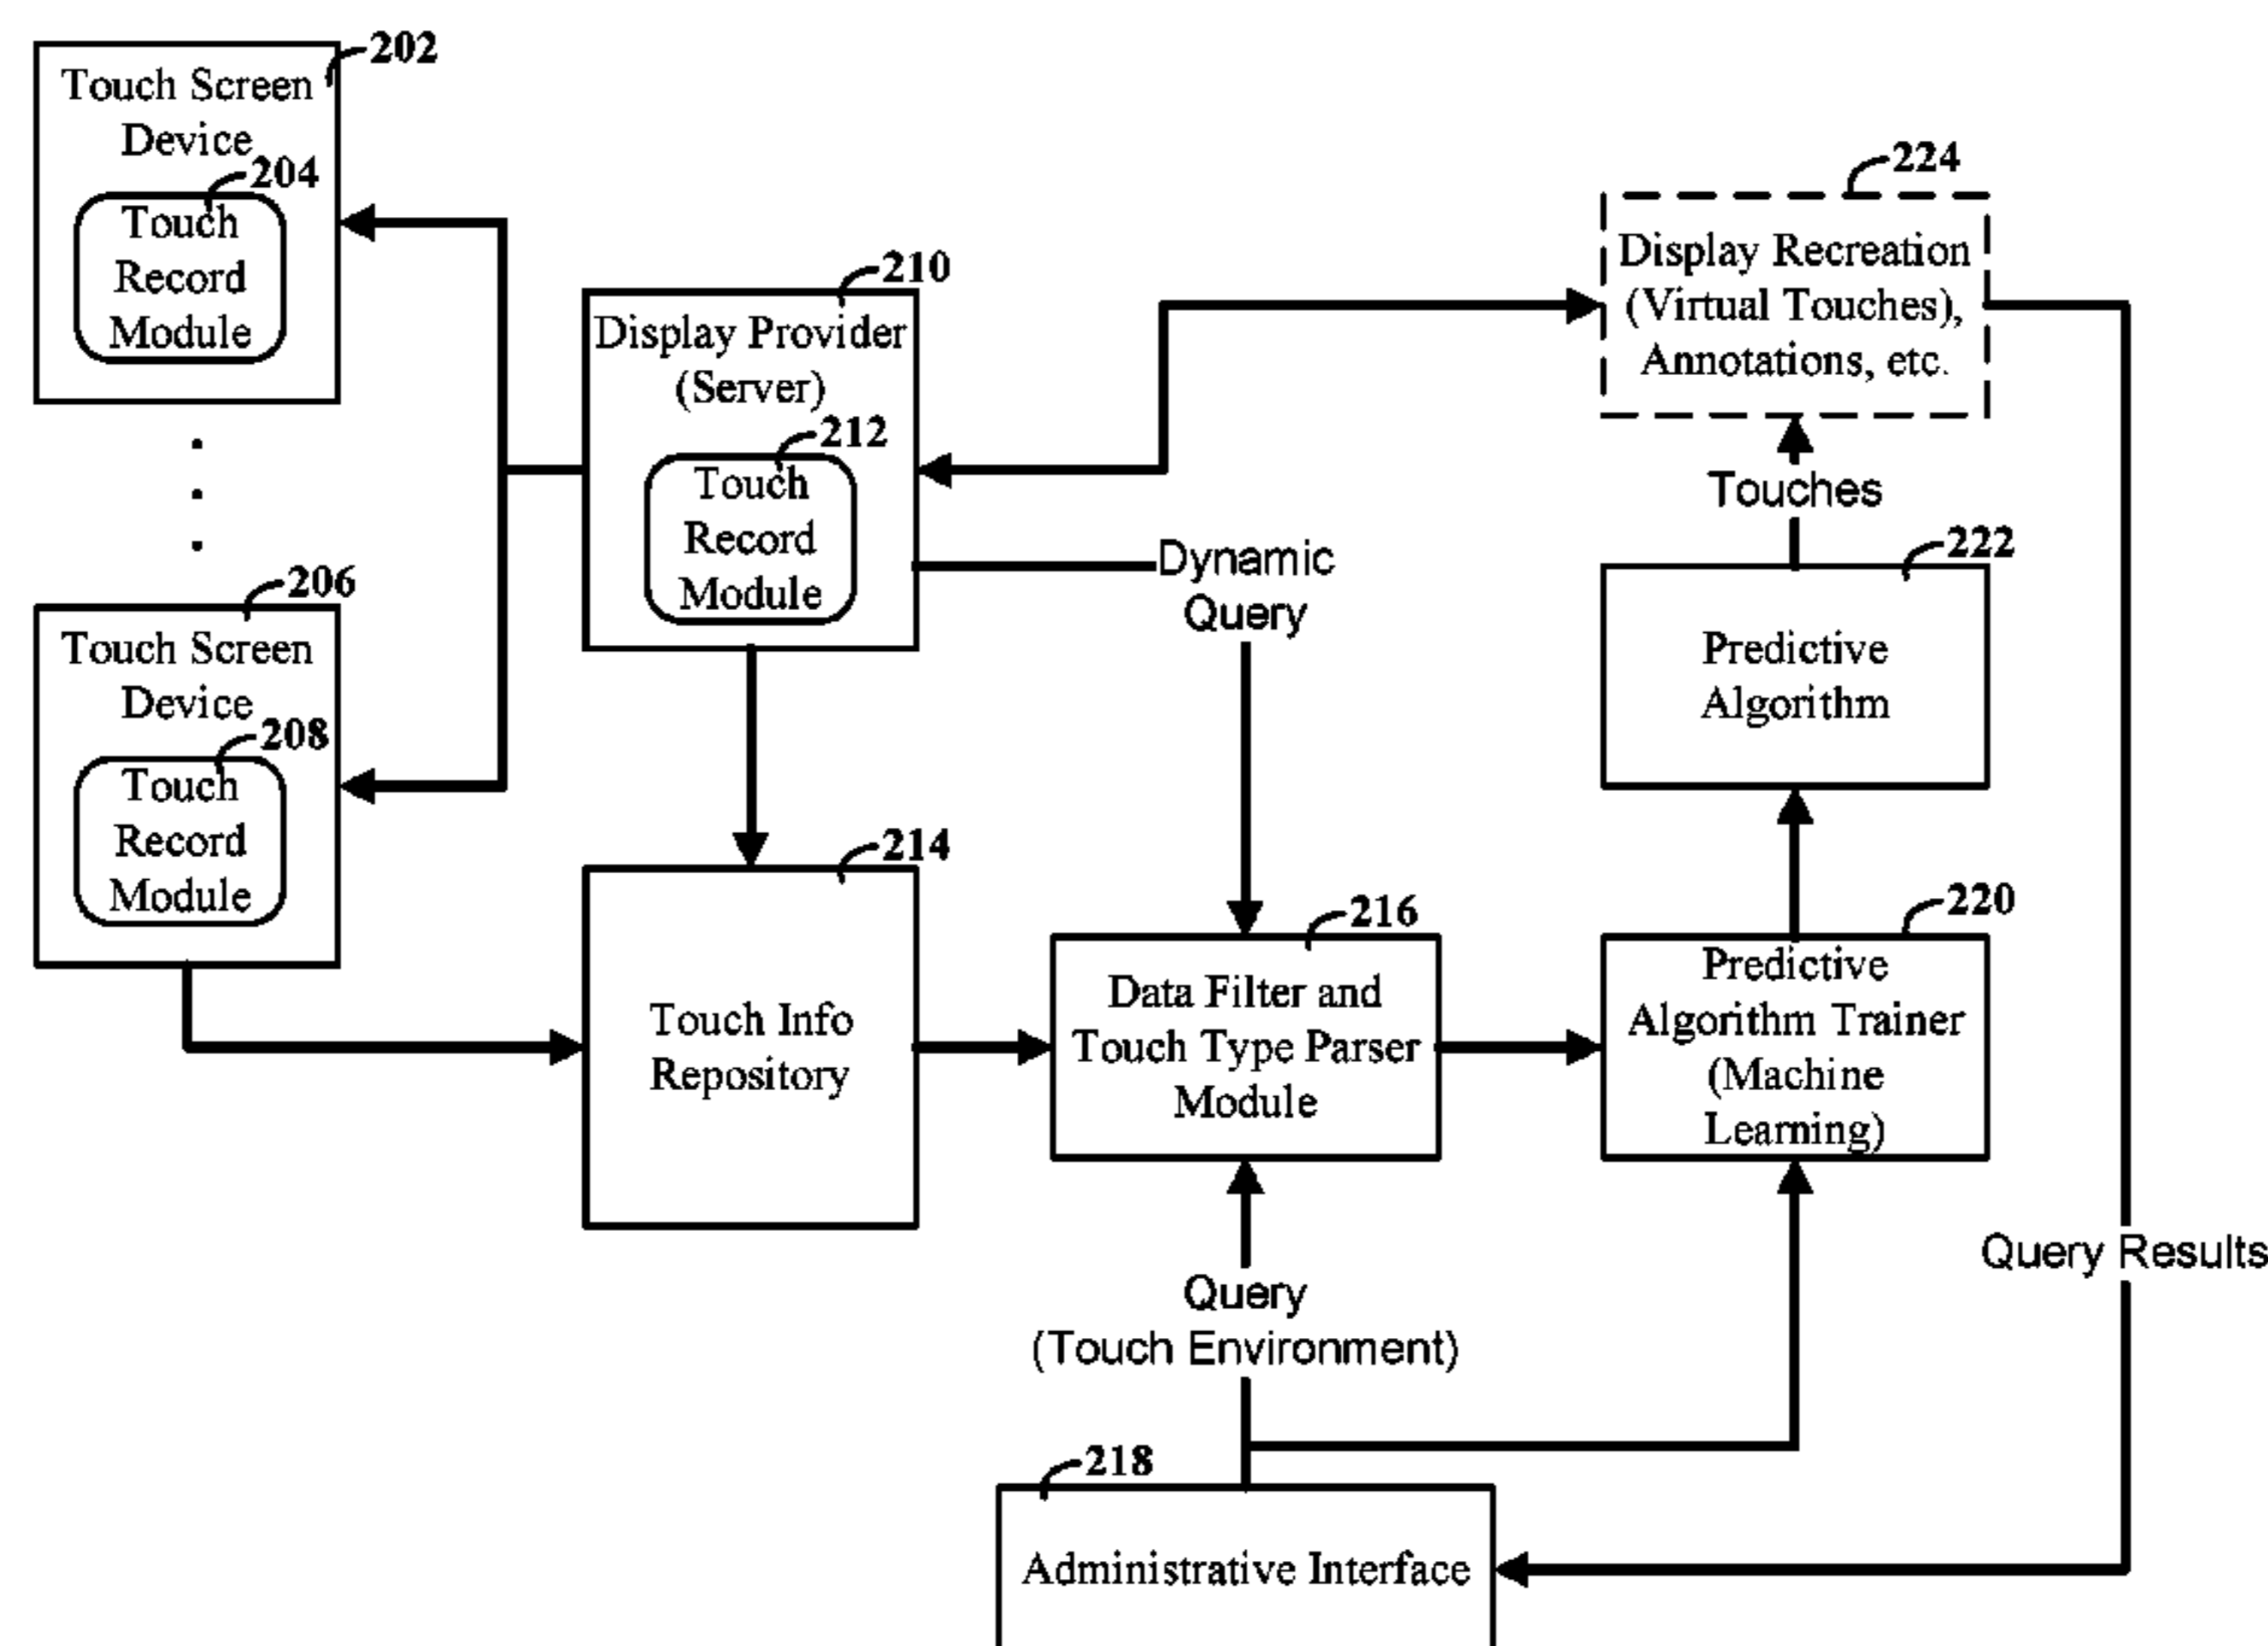 202
Touch Screen
Device
204
Touch
Record
Module
206
Touch Screen
Device
208
Touch
Record
Module
210
Display Provider
(Server)
212
Touch
Record
Module
Dynamic
Query
214
Touch Info
Repository
216
Data Filter and
Touch Type Parser
Module
Query
(Touch Environment)
218
Administrative Interface
220
Predictive
Algorithm Trainer
(Machine
Learning)
222
Predictive
Algorithm
Touches
224
Display Recreation
(Virtual Touches),
Annotations, etc.
Query Results